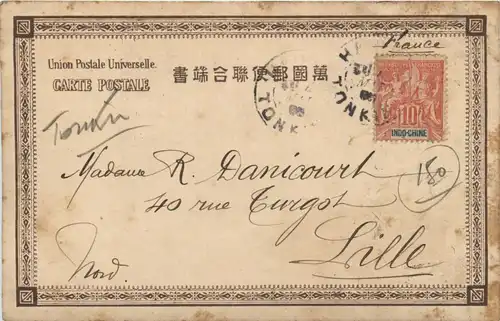 France
Union Postale Universelle.
CARTE POSTALE
書端合聯便郵國圖萬
TONKIN
10
INDO-CHINE
Tonkin
Madame R. Danicourt
40 rue Turgot
180
Lille
Nord.